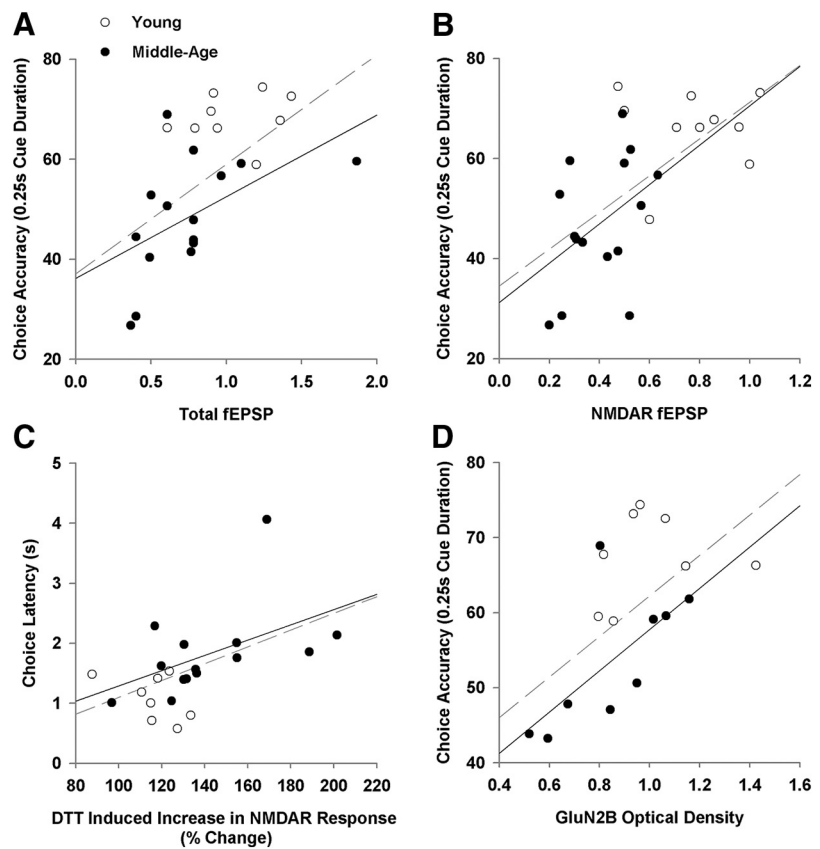 A
Young
Middle-Age
Choice Accuracy (0.25s Cue Duration)
80
60
40
20
0.0 0.5 1.0 1.5 2.0
Total fEPSP
B
Choice Accuracy (0.25s Cue Duration)
80
60
40
20
0.0 0.2 0.4 0.6 0.8 1.0 1.2
NMDAR fEPSP
C
Choice Latency (s)
5
4
3
2
1
0
80 100 120 140 160 180 200 220
DTT Induced Increase in NMDAR Response
(% Change)
D
Choice Accuracy (0.25s Cue Duration)
80
70
60
50
40
0.4 0.6 0.8 1.0 1.2 1.4 1.6
GluN2B Optical Density